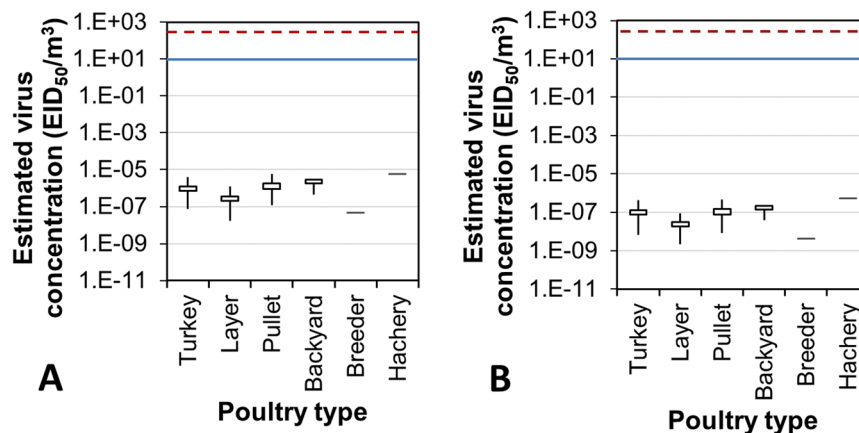 Estimated virus
concentration (EID50/m3)
1.E+03
1.E+01
1.E-01
1.E-03
1.E-05
1.E-07
1.E-09
1.E-11
Turkey
Layer
Pullet
Backyard
Breeder
Hachery
A
Poultry type
Estimated virus
concentration (EID50/m3)
1.E+03
1.E+01
1.E-01
1.E-03
1.E-05
1.E-07
1.E-09
1.E-11
Turkey
Layer
Pullet
Backyard
Breeder
Hachery
B
Poultry type